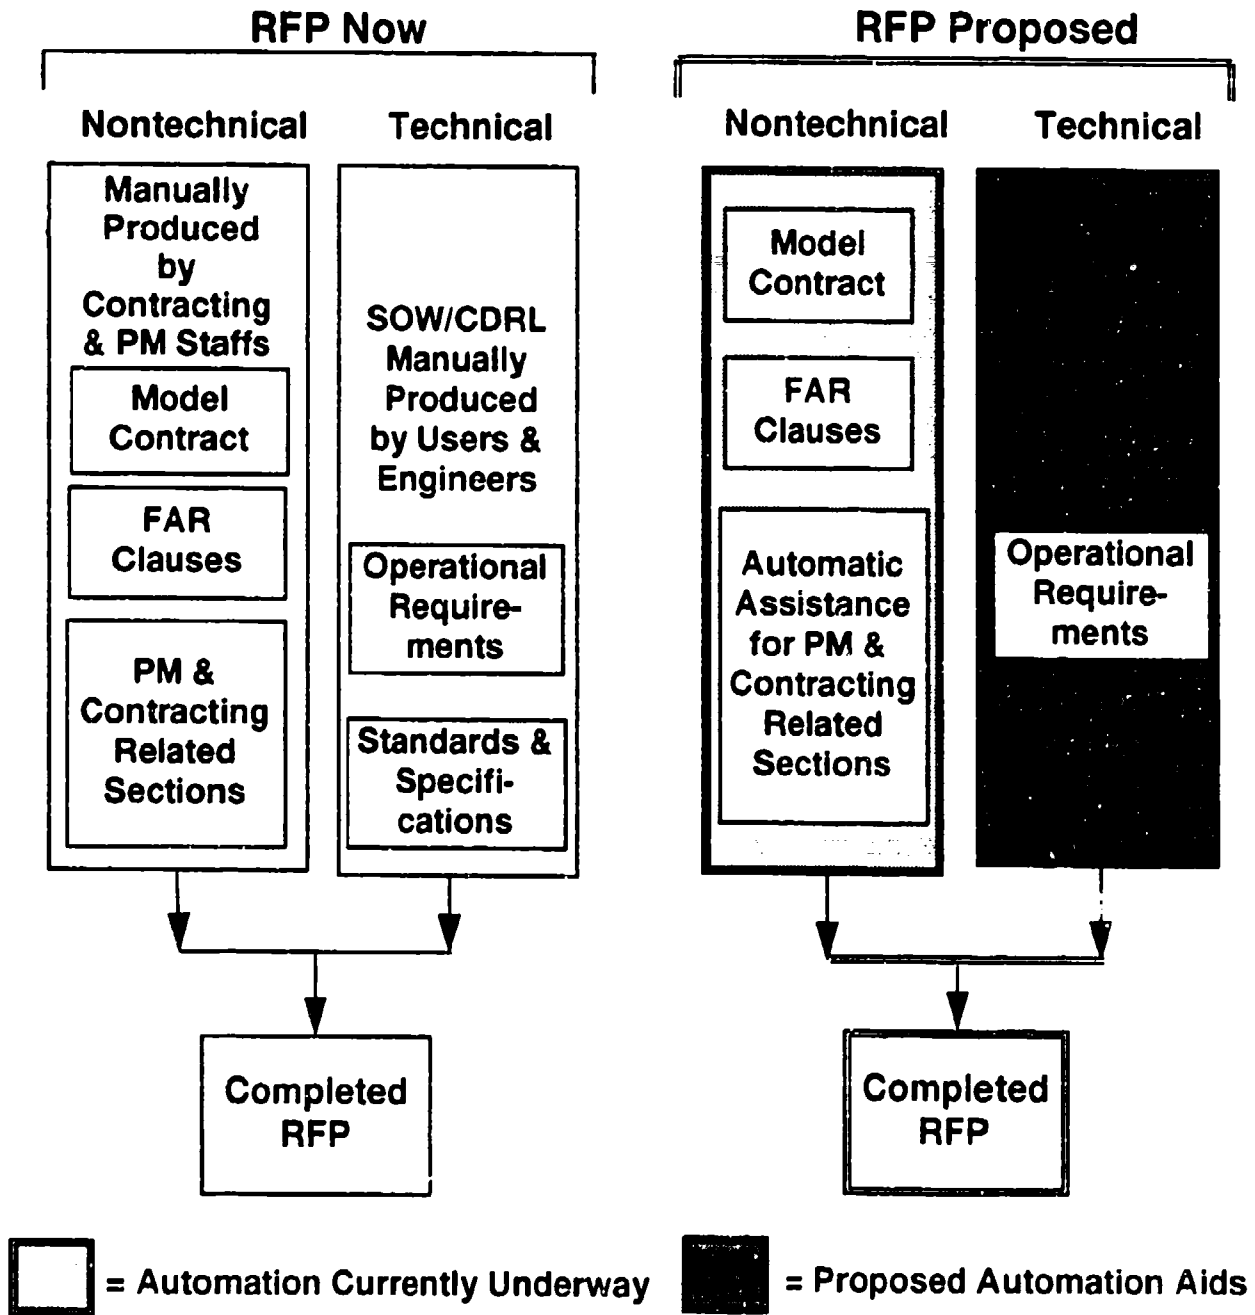 RFP Now
Nontechnical
Technical
Manually
Produced
by
Contracting
& PM Staffs
Model
Contract
FAR
Clauses
PM &
Contracting
Related
Sections
SOW/CDRL
Manually
Produced
by Users &
Engineers
Operational
Require-
ments
Standards &
Specifi-
cations
Completed
RFP
RFP Proposed
Nontechnical
Technical
Model
Contract
FAR
Clauses
Automatic
Assistance
for PM &
Contracting
Related
Sections
Operational
Require-
ments
Completed
RFP
= Automation Currently Underway
= Proposed Automation Aids